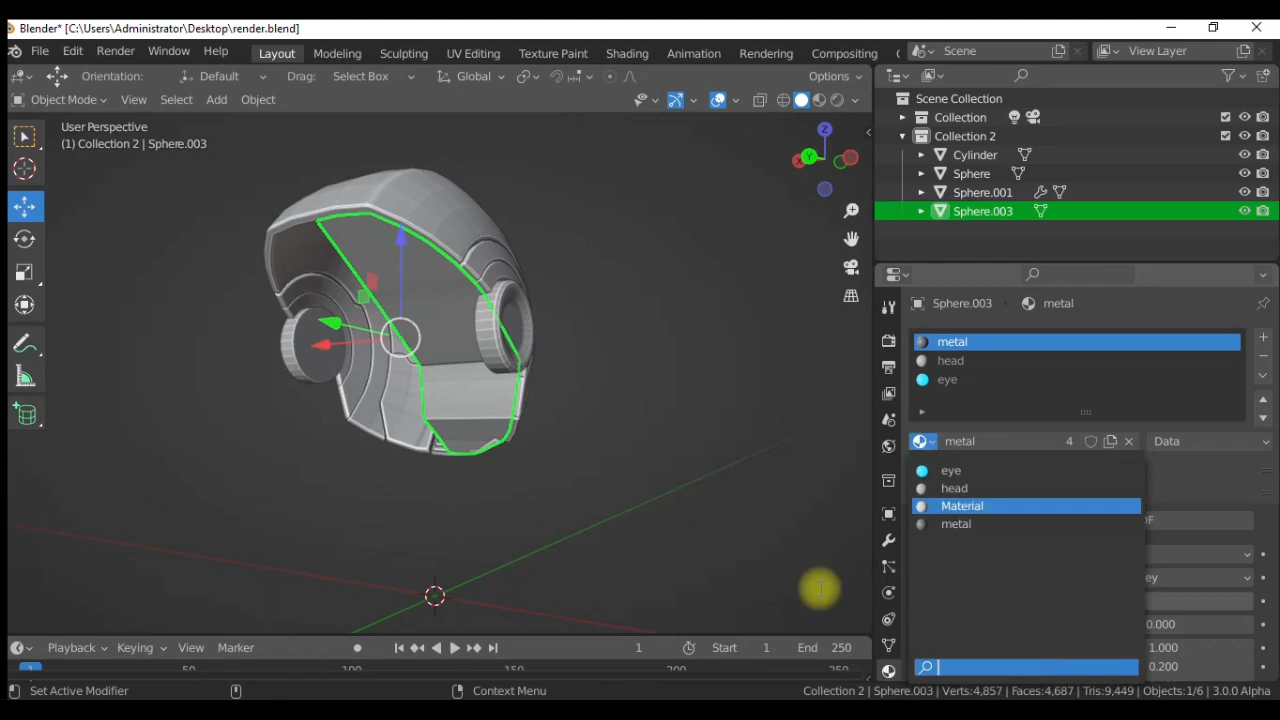 Blender* [C:\Users\Administrator\Desktop\render.blend]
File Edit Render Window Help Layout Modeling Sculpting UV Editing Texture Paint Shading Animation Rendering Compositing Scene View Layer
Orientation: Default Drag: Select Box Global Options
Object Mode View Select Add Object
User Perspective
(1) Collection 2 | Sphere.003
Z
Y
X
Scene Collection
Collection
Collection 2
Cylinder
Sphere
Sphere.001
Sphere.003
Sphere.003 metal
metal
head
eye
metal 4 Data
eye
head
Material
metal
0.000
1.000
0.200
Playback Keying View Marker 1 Start 1 End 250
1 50 100 150 200 250
Set Active Modifier Context Menu Collection 2 | Sphere.003 | Verts:4,857 | Faces:4,687 | Tris:9,449 | Objects:1/6 | 3.0.0 Alpha